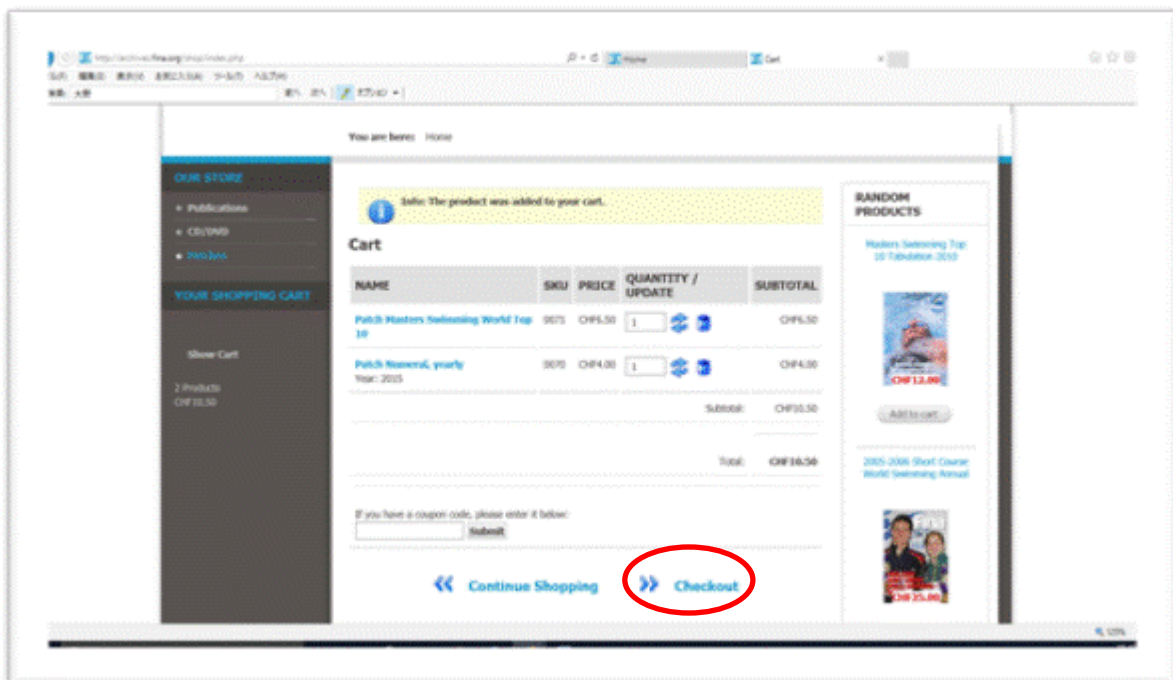 Home
Cart
You are here: Home
OUR STORE
Publications
CD/DVD
YOUR SHOPPING CART
Show Cart
2 Products
CHF10.50
Info: The product was added to your cart.
Cart
NAME SKU PRICE QUANTITY / UPDATE SUBTOTAL
Patch Masters Swimming World Top 10 CHF6.50 1 CHF6.50
Patch Numeral, yearly 0070 CHF4.00 1 CHF4.00
Year: 2015
Subtotal: CHF10.50
Total: CHF10.50
If you have a coupon code, please enter it below:
Submit
Continue Shopping
Checkout
RANDOM
PRODUCTS
Masters Swimming Top
10 Tabulation 2010
CHF12.00
Add to cart
2005-2006 Short Course
World Swimming Annual
CHF25.00